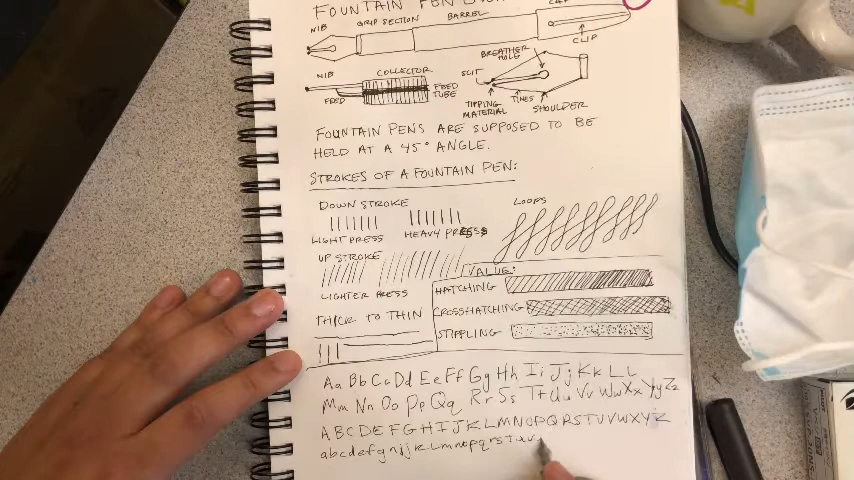 FOUNTAIN PEN
NIB
GRIP SECTION
BARREL
CLIP
NIB
COLLECTOR
FEED
FEED TUBE
BREATHER HOLE
SLIT
TIPPING MATERIAL
TINES
SHOULDER
FOUNTAIN PENS ARE SUPPOSED TO BE
HELD AT A 45° ANGLE.
STROKES OF A FOUNTAIN PEN:
DOWN STROKE
LIGHT PRESS
HEAVY PRESS
LOOPS
UP STROKE
LIGHTER PRESS
THICK TO THIN
VALUE:
HATCHING
CROSSHATCHING
STIPPLING
Aa Bb Cc Dd Ee Ff Gg Hh Ii Jj Kk Ll
Mm Nn Oo Pp Qq Rr Ss Tt Uu Vv Ww Xx Yy Zz
A B C D E F G H I J K L M N O P Q R S T U V W X Y Z
a b c d e f g h i j k l m n o p q r s t u v